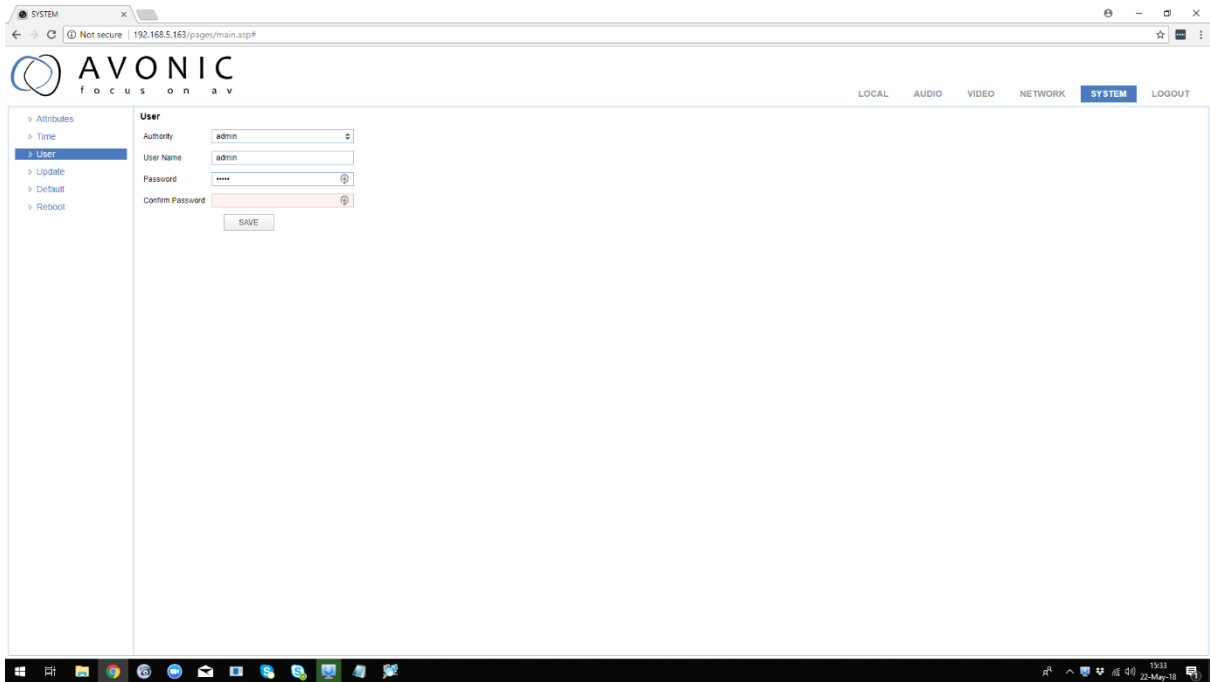 SYSTEM
Not secure 192.168.5.163/pages/main.asp#
AVONIC
focus on av
LOCAL AUDIO VIDEO NETWORK SYSTEM LOGOUT
Attributes
Time
User
Update
Default
Reboot
User
Authority admin
User Name admin
Password •••••
Confirm Password
SAVE
15:33
22-May-18